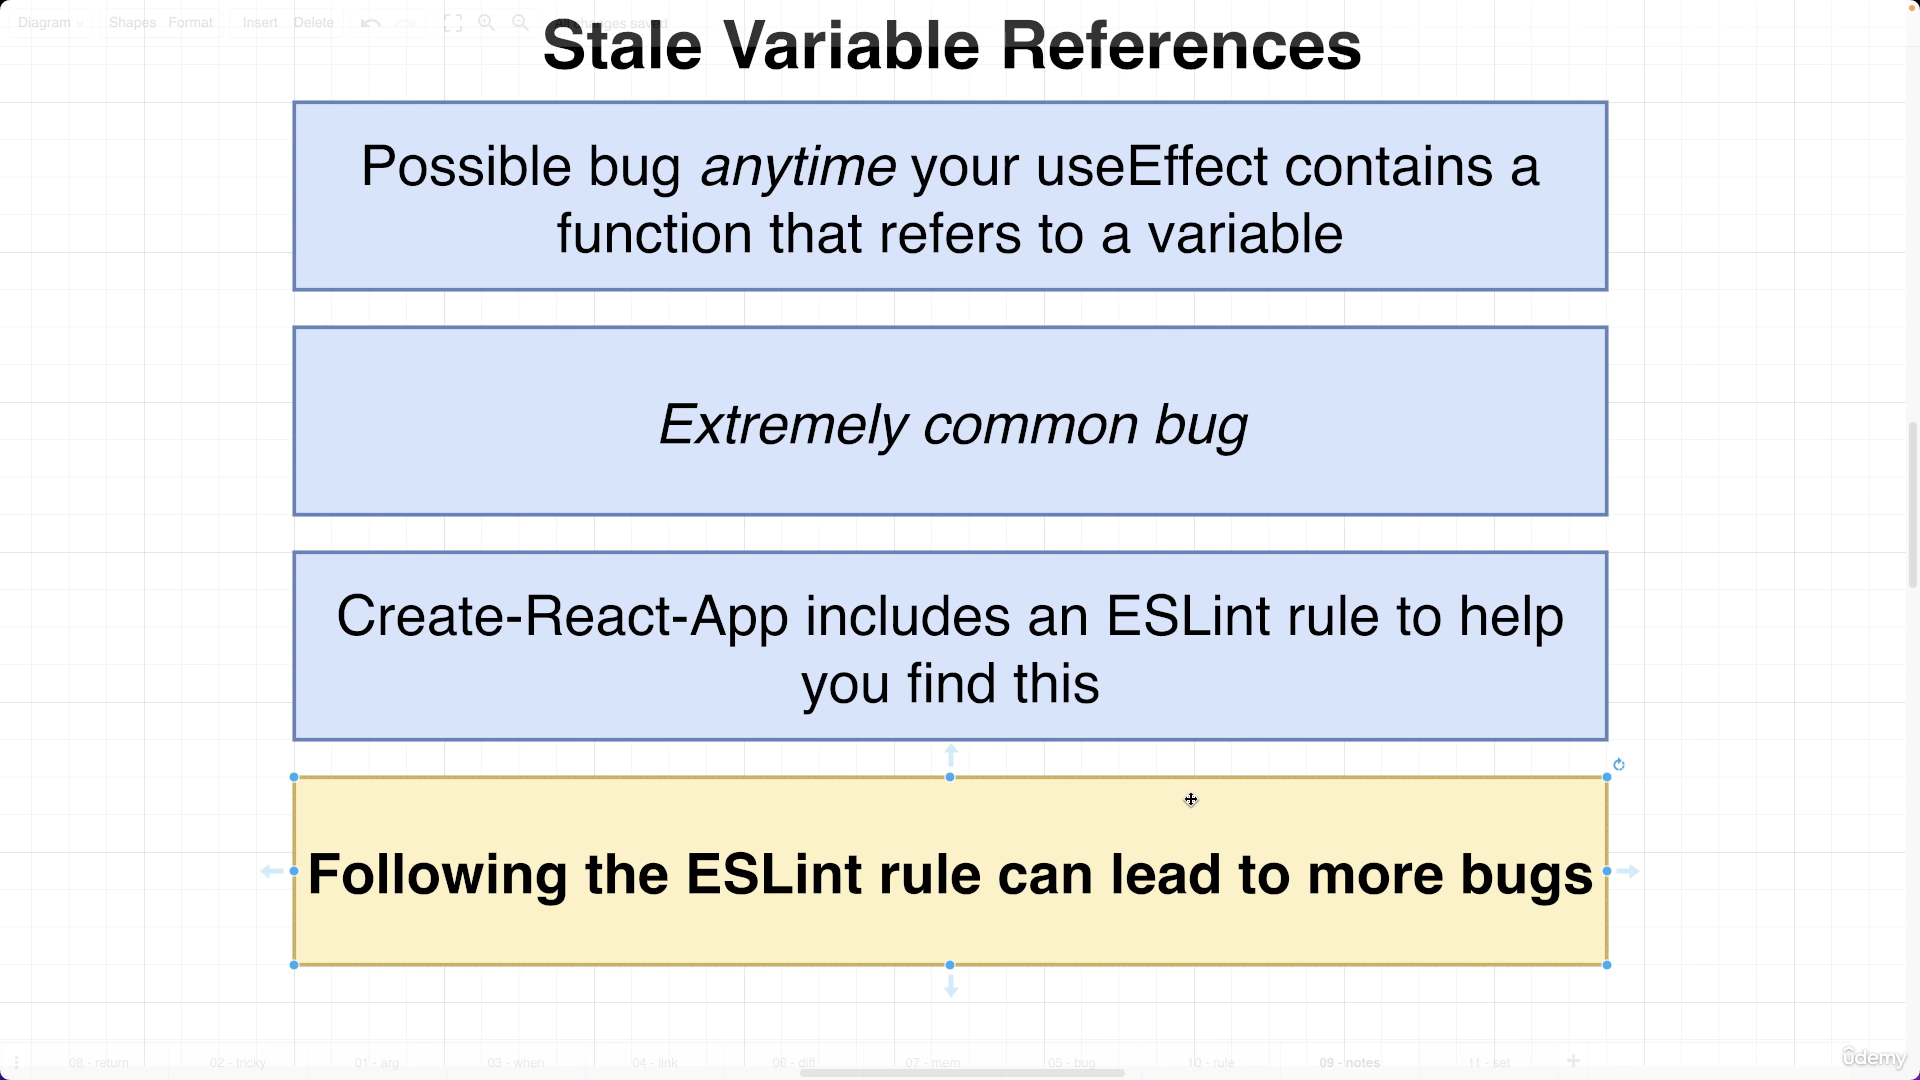 Diagram Shapes Format Insert Delete
Stale Variable References
Possible bug anytime your useEffect contains a
function that refers to a variable
Extremely common bug
Create-React-App includes an ESLint rule to help
you find this
Following the ESLint rule can lead to more bugs
08 - return 02 - tricky 01 - arg 03 - when 04 - link 06 - diff 07 - mem 05 - bug 10 - rule 09 - notes 11 - set
udemy